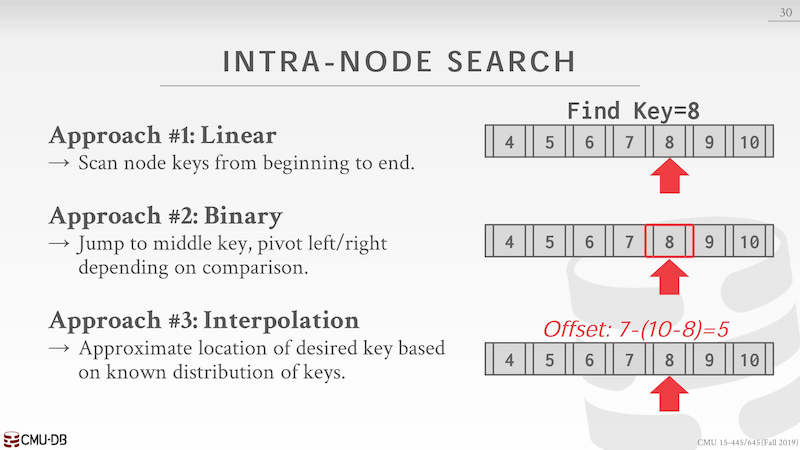 30
INTRA-NODE SEARCH
Approach #1: Linear
→ Scan node keys from beginning to end.
Approach #2: Binary
→ Jump to middle key, pivot left/right
depending on comparison.
Approach #3: Interpolation
→ Approximate location of desired key based
on known distribution of keys.
Find Key=8
4 5 6 7 8 9 10
4 5 6 7 8 9 10
Offset: 7-(10-8)=5
4 5 6 7 8 9 10
CMU·DB
CMU 15-445/645 (Fall 2019)